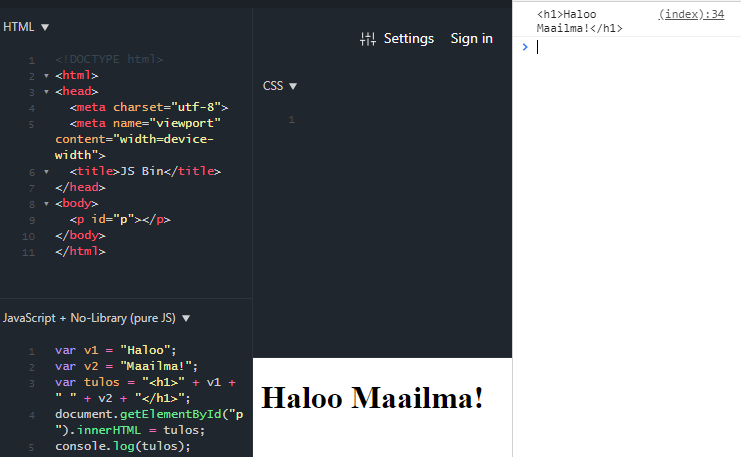 HTML ▼
1 <!DOCTYPE html>
2 ▾ <html>
3 ▾ <head>
4 <meta charset="utf-8">
5 <meta name="viewport"
content="width=device-
width">
6 ▾ <title>JS Bin</title>
7 </head>
8 ▾ <body>
9 <p id="p"></p>
10 </body>
11 </html>
JavaScript + No-Library (pure JS) ▼
1 var v1 = "Haloo";
2 var v2 = "Maailma!";
3 var tulos = "<h1>" + v1 +
" " + v2 + "</h1>";
4 document.getElementById("p
").innerHTML = tulos;
5 console.log(tulos);
Settings Sign in
CSS ▼
1
Haloo Maailma!
<h1>Haloo (index):34
Maailma!</h1>
>